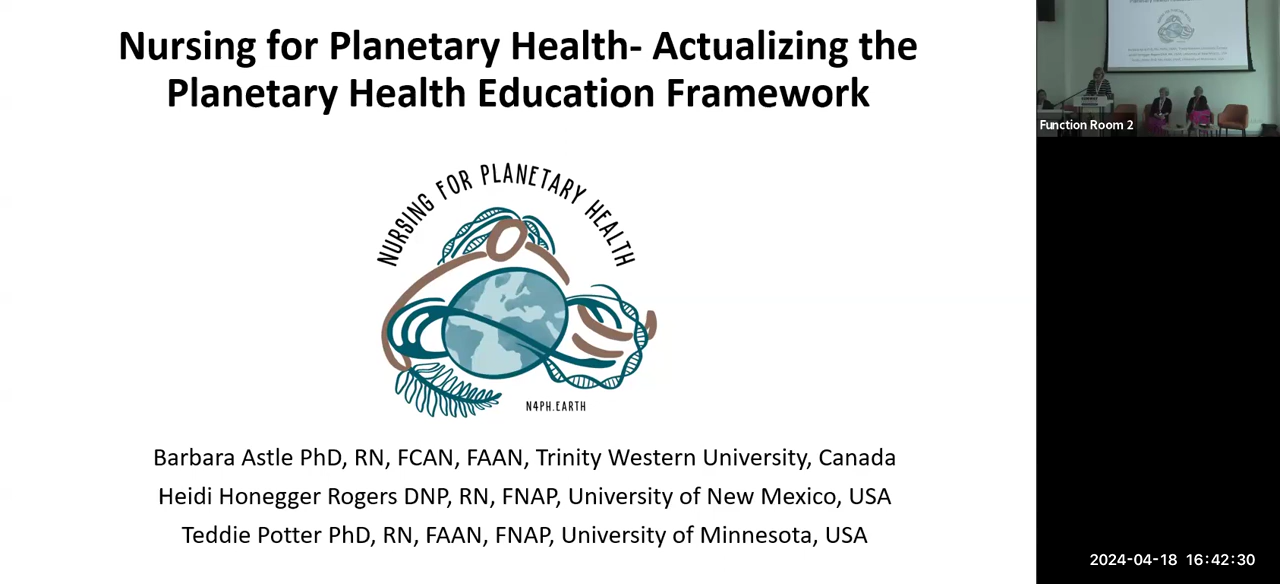 Nursing for Planetary Health- Actualizing the
Planetary Health Education Framework
NURSING FOR PLANETARY HEALTH
N4PH.EARTH
Barbara Astle PhD, RN, FCAN, FAAN, Trinity Western University, Canada
Heidi Honegger Rogers DNP, RN, FNAP, University of New Mexico, USA
Teddie Potter PhD, RN, FAAN, FNAP, University of Minnesota, USA
Function Room 2
2024-04-18 16:42:30